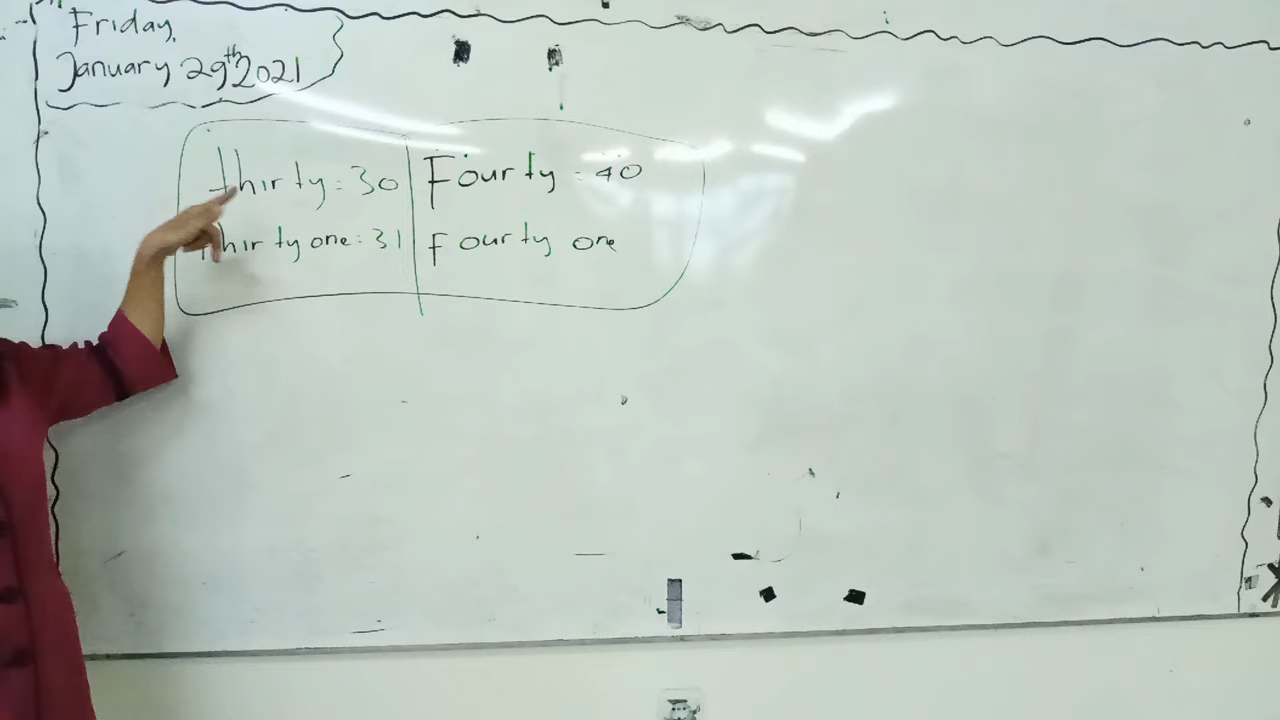 Friday,
January 29th 2021
thirty = 30
Fourty = 40
thirty one = 31
Fourty one